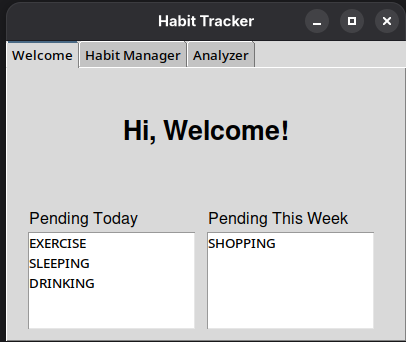 Habit Tracker
Welcome Habit Manager Analyzer
Hi, Welcome!
Pending Today
EXERCISE
SLEEPING
DRINKING
Pending This Week
SHOPPING